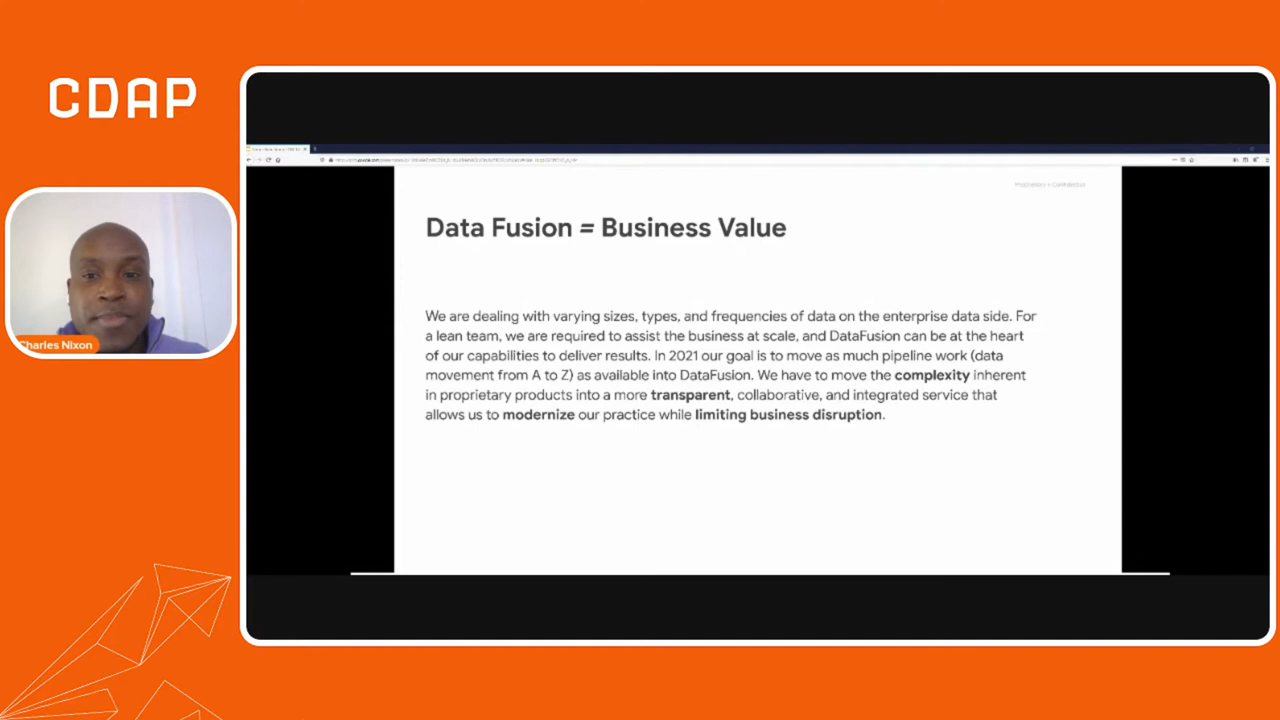 CDAP
Proprietary + Confidential
Data Fusion = Business Value
We are dealing with varying sizes, types, and frequencies of data on the enterprise data side. For
a lean team, we are required to assist the business at scale, and DataFusion can be at the heart
of our capabilities to deliver results. In 2021 our goal is to move as much pipeline work (data
movement from A to Z) as available into DataFusion. We have to move the complexity inherent
in proprietary products into a more transparent, collaborative, and integrated service that
allows us to modernize our practice while limiting business disruption.
Charles Nixon